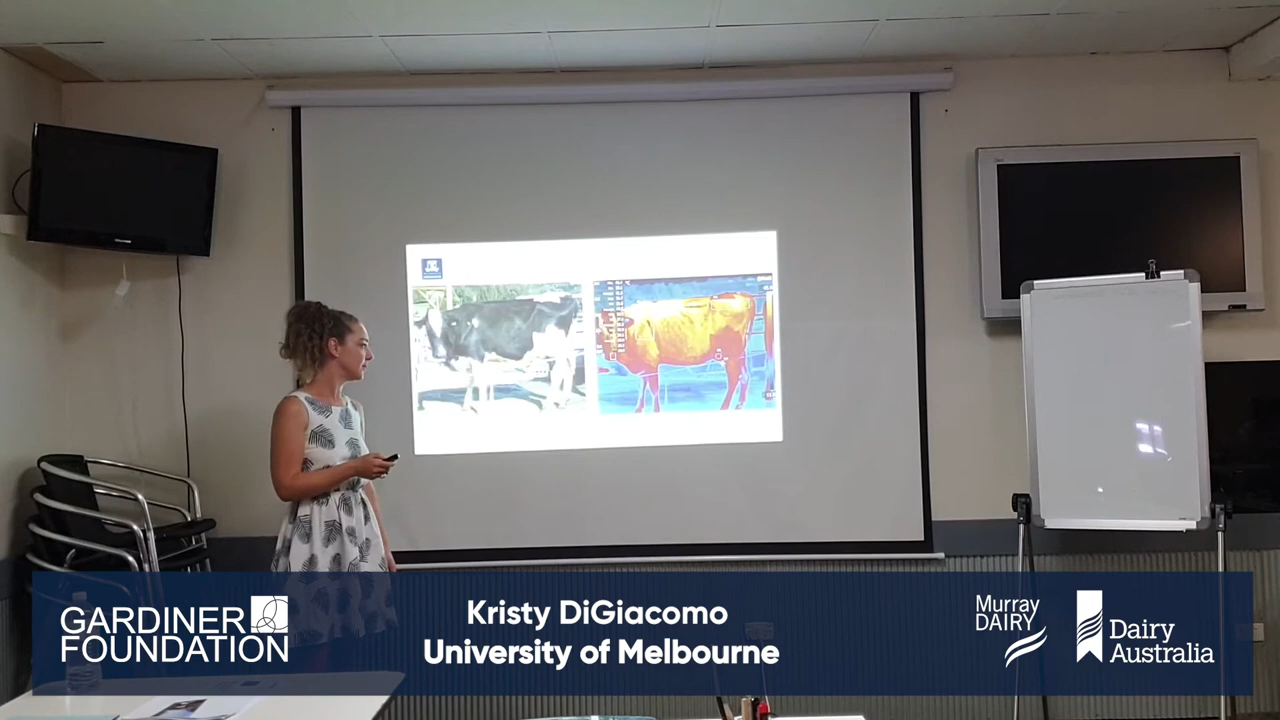 GARDINER
FOUNDATION
Kristy DiGiacomo
University of Melbourne
Murray
DAIRY
Dairy
Australia